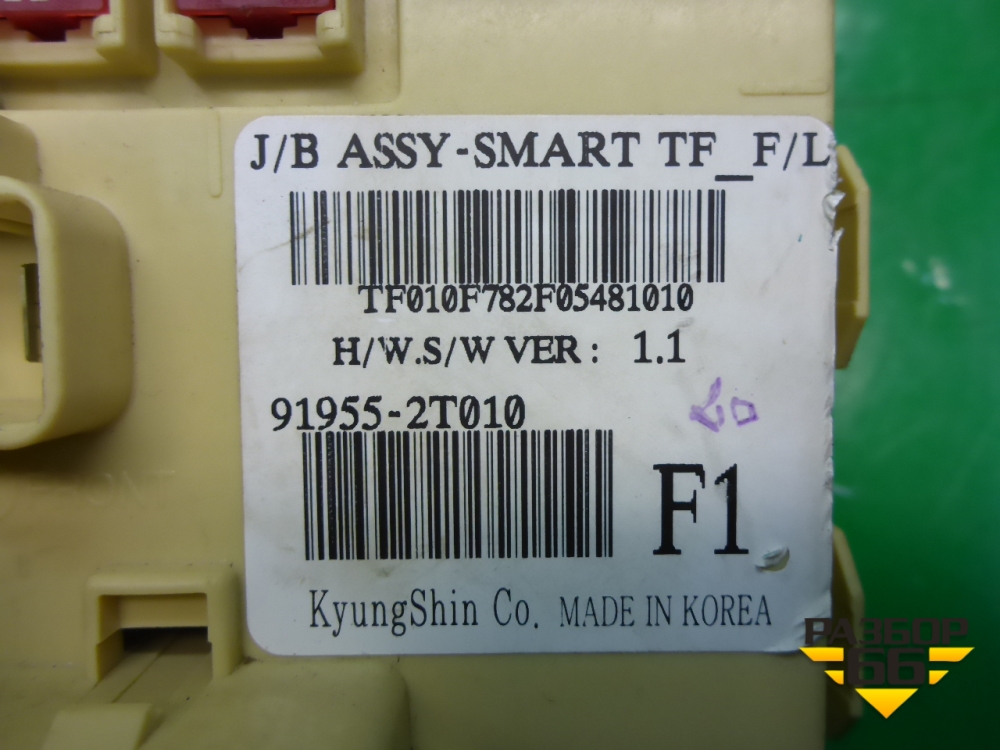 J/B ASSY-SMART TF_F/L
TF010F782F05481010
H/W.S/W VER: 1.1
91955-2T010
F1
KyungShin Co. MADE IN KOREA
РАЗБОР
66